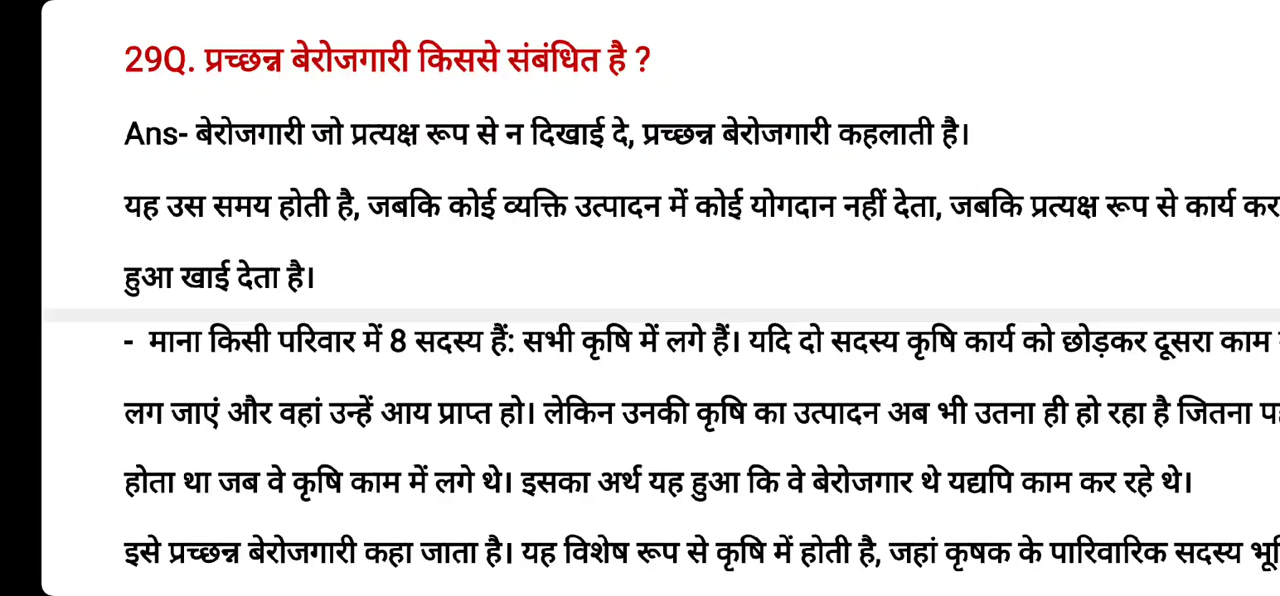 29Q. प्रच्छन्न बेरोजगारी किससे संबंधित है ?
Ans- बेरोजगारी जो प्रत्यक्ष रूप से न दिखाई दे, प्रच्छन्न बेरोजगारी कहलाती है।
यह उस समय होती है, जबकि कोई व्यक्ति उत्पादन में कोई योगदान नहीं देता, जबकि प्रत्यक्ष रूप से कार्य कर
हुआ खाई देता है।
- माना किसी परिवार में 8 सदस्य हैं: सभी कृषि में लगे हैं। यदि दो सदस्य कृषि कार्य को छोड़कर दूसरा काम
लग जाएं और वहां उन्हें आय प्राप्त हो। लेकिन उनकी कृषि का उत्पादन अब भी उतना ही हो रहा है जितना
होता था जब वे कृषि काम में लगे थे। इसका अर्थ यह हुआ कि वे बेरोजगार थे यद्यपि काम कर रहे थे।
इसे प्रच्छन्न बेरोजगारी कहा जाता है। यह विशेष रूप से कृषि में होती है, जहां कृषक के पारिवारिक सदस्य